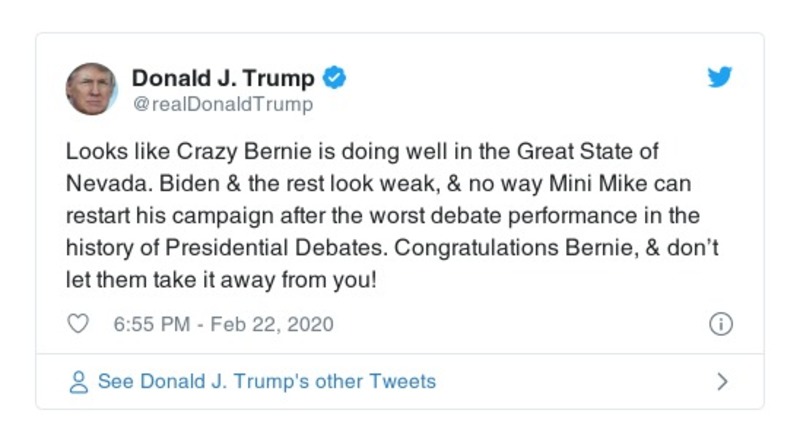 Donald J. Trump
@realDonaldTrump
Looks like Crazy Bernie is doing well in the Great State of
Nevada. Biden & the rest look weak, & no way Mini Mike can
restart his campaign after the worst debate performance in the
history of Presidential Debates. Congratulations Bernie, & don’t
let them take it away from you!
6:55 PM - Feb 22, 2020
See Donald J. Trump's other Tweets